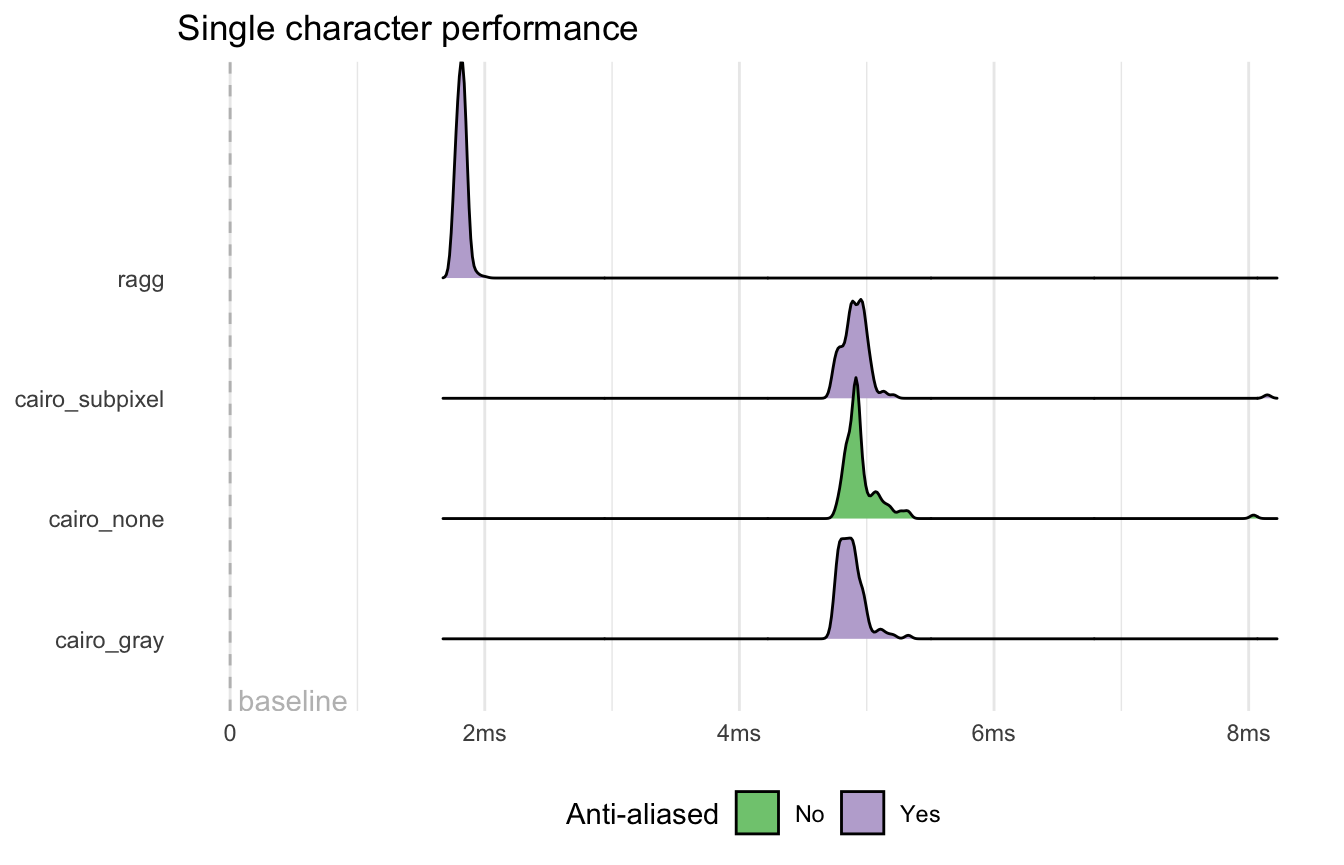 Single character performance
ragg
cairo_subpixel
cairo_none
cairo_gray
baseline
0 2ms 4ms 6ms 8ms
Anti-aliased No Yes